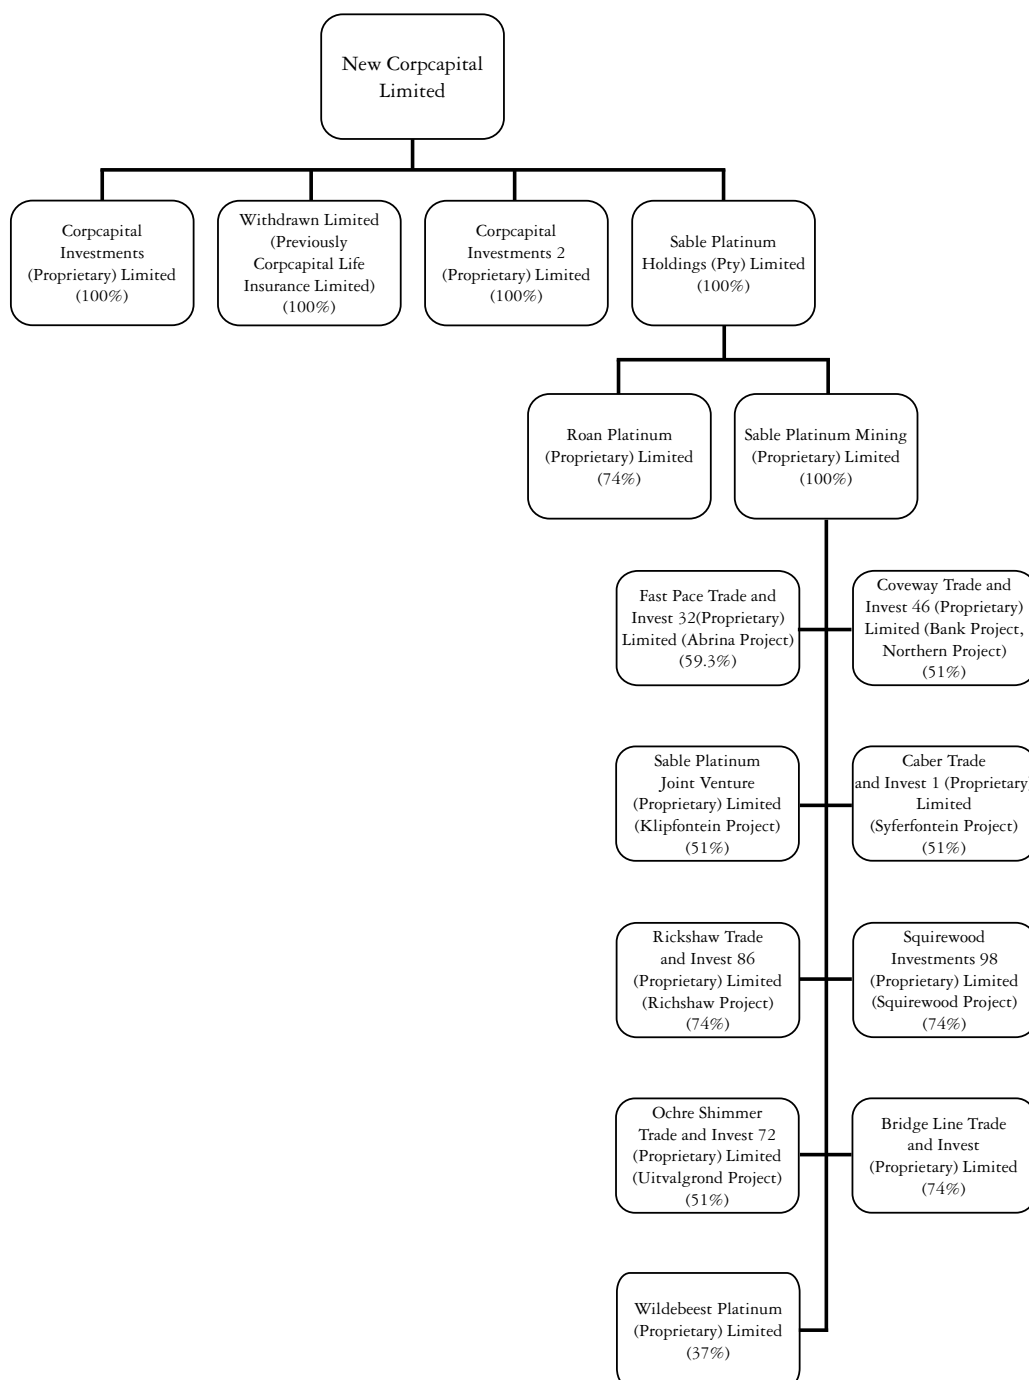 New Corpcapital
Limited
Corpcapital
Investments
(Proprietary) Limited
(100%)
Withdrawn Limited
(Previously
Corpcapital Life
Insurance Limited)
(100%)
Corpcapital
Investments 2
(Proprietary) Limited
(100%)
Sable Platinum
Holdings (Pty) Limited
(100%)
Roan Platinum
(Proprietary) Limited
(74%)
Sable Platinum Mining
(Proprietary) Limited
(100%)
Fast Pace Trade and
Invest 32(Proprietary)
Limited (Abrina Project)
(59.3%)
Coveway Trade and
Invest 46 (Proprietary)
Limited (Bank Project,
Northern Project)
(51%)
Sable Platinum
Joint Venture
(Proprietary) Limited
(Klipfontein Project)
(51%)
Caber Trade
and Invest 1 (Proprietary)
Limited
(Syferfontein Project)
(51%)
Rickshaw Trade
and Invest 86
(Proprietary) Limited
(Richshaw Project)
(74%)
Squirewood
Investments 98
(Proprietary) Limited
(Squirewood Project)
(74%)
Ochre Shimmer
Trade and Invest 72
(Proprietary) Limited
(Uitvalgrond Project)
(51%)
Bridge Line Trade
and Invest
(Proprietary) Limited
(74%)
Wildebeest Platinum
(Proprietary) Limited
(37%)